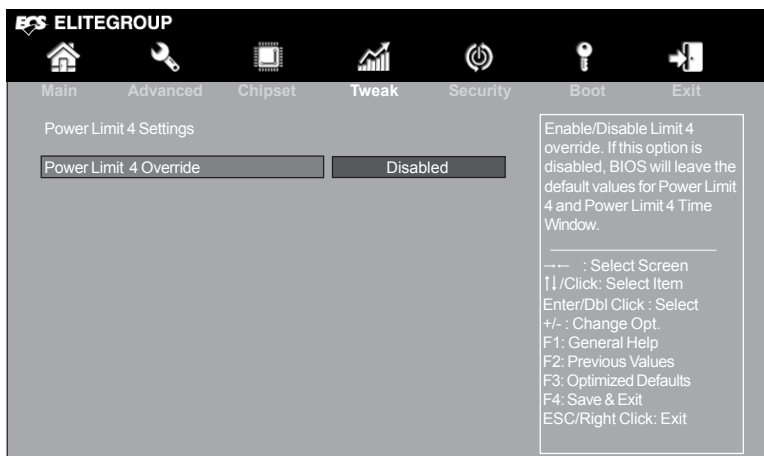 ECS ELITEGROUP
Main Advanced Chipset Tweak Security Boot Exit
Power Limit 4 Settings
Power Limit 4 Override Disabled
Enable/Disable Limit 4
override. If this option is
disabled, BIOS will leave the
default values for Power Limit
4 and Power Limit 4 Time
Window.
→← : Select Screen
↑↓/Click: Select Item
Enter/Dbl Click : Select
+/- : Change Opt.
F1: General Help
F2: Previous Values
F3: Optimized Defaults
F4: Save & Exit
ESC/Right Click: Exit